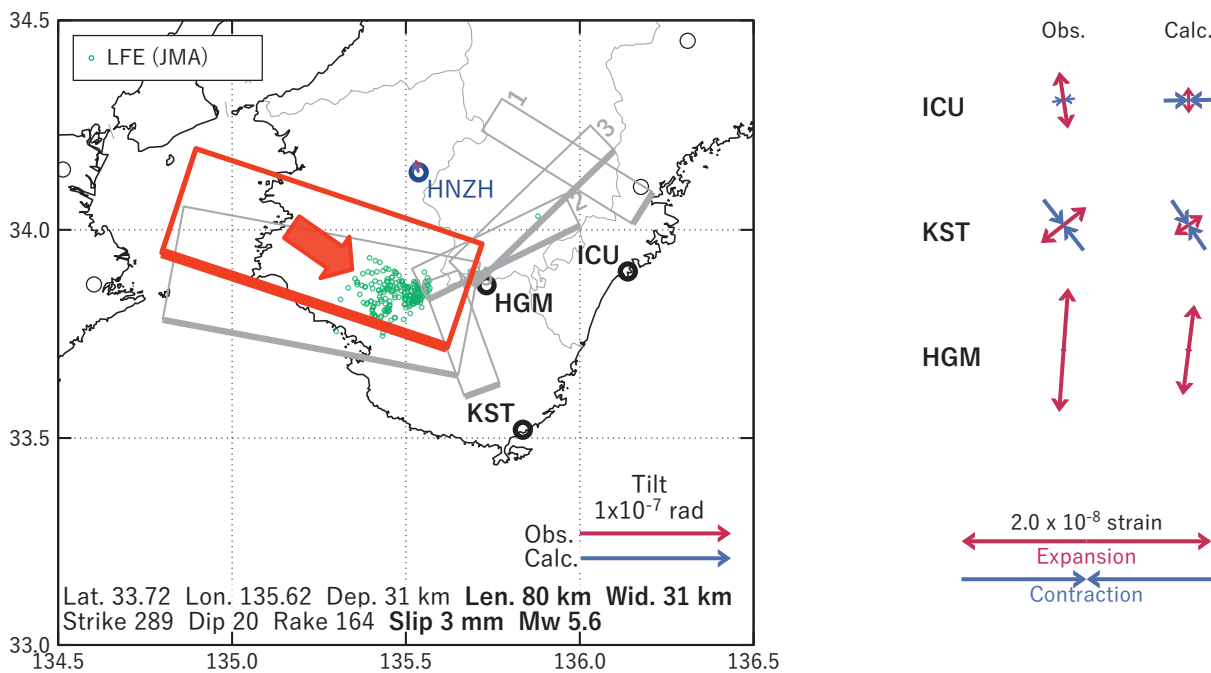 34.5
34.0
33.5
33.0
134.5
135.0
135.5
136.0
136.5
LFE (JMA)
1
3
2
HNZH
ICU
HGM
KST
Tilt
1x10⁻⁷ rad
Obs.
Calc.
Lat. 33.72 Lon. 135.62 Dep. 31 km Len. 80 km Wid. 31 km
Strike 289 Dip 20 Rake 164 Slip 3 mm Mw 5.6
Obs. Calc.
ICU
KST
HGM
2.0 x 10⁻⁸ strain
Expansion
Contraction